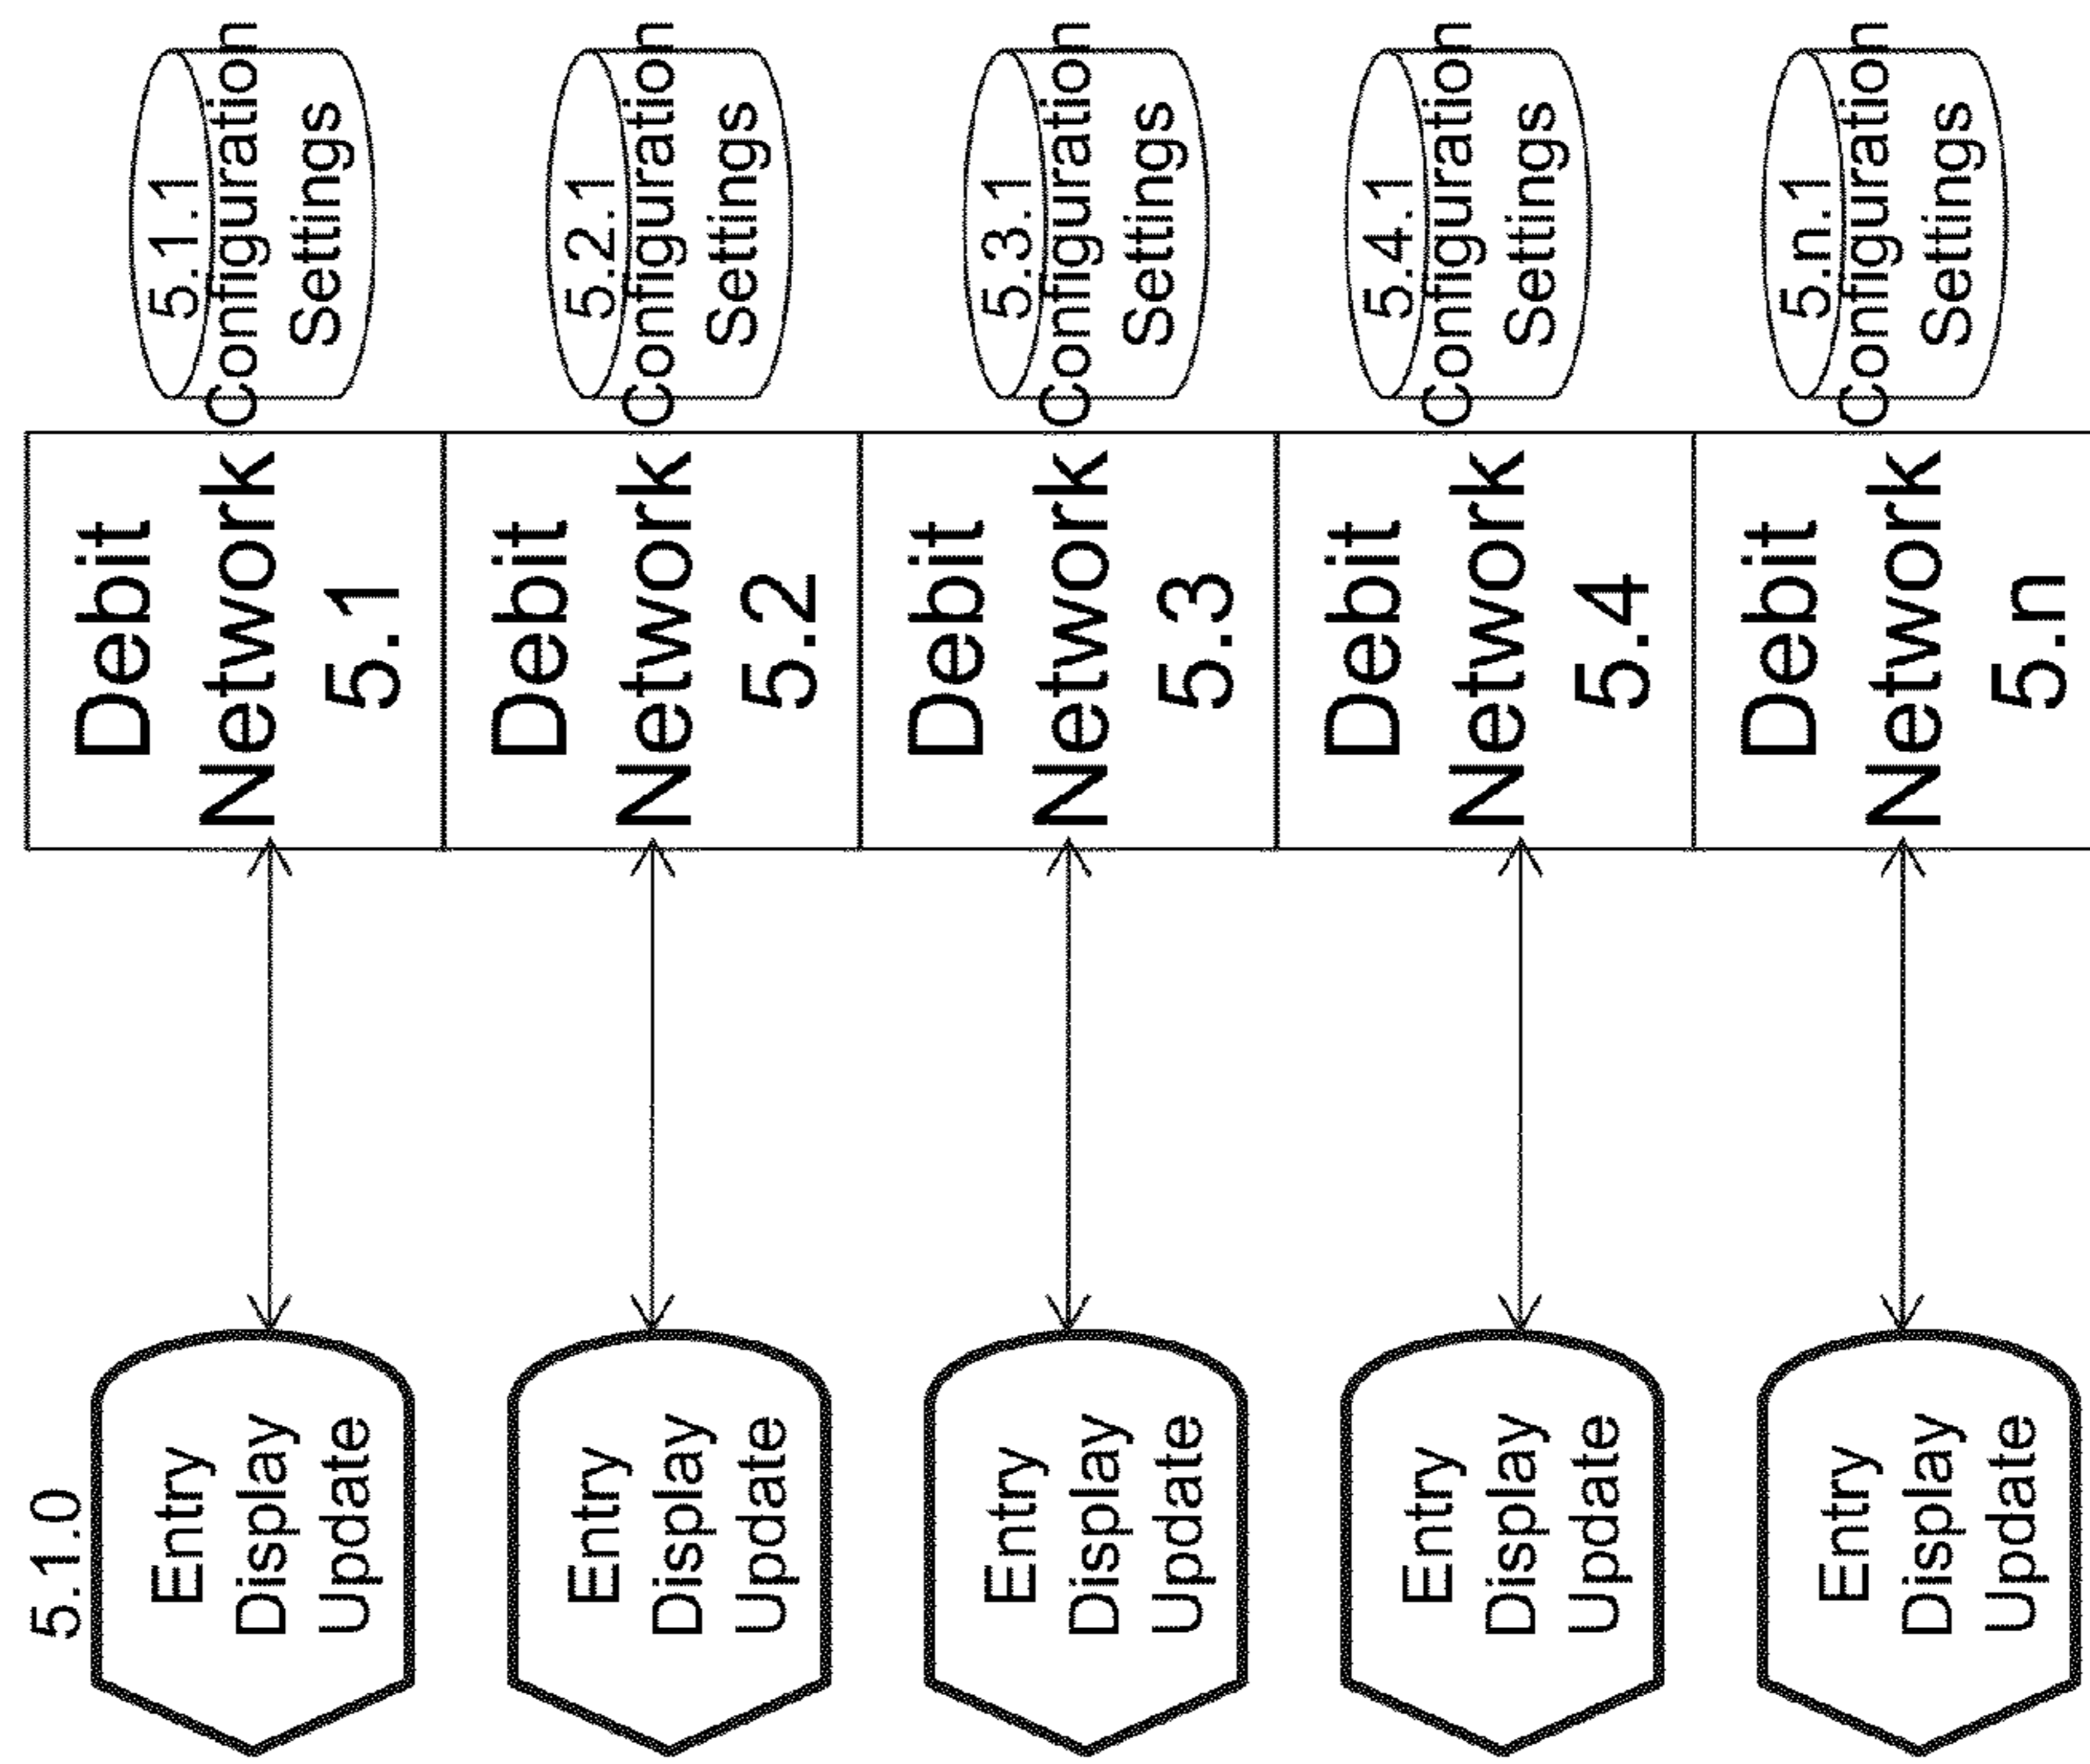 5.1.0
Entry
Display
Update
Debit
Network
5.1
5.1.1
Configuration
Settings
Entry
Display
Update
Debit
Network
5.2
5.2.1
Configuration
Settings
Entry
Display
Update
Debit
Network
5.3
5.3.1
Configuration
Settings
Entry
Display
Update
Debit
Network
5.4
5.4.1
Configuration
Settings
Entry
Display
Update
Debit
Network
5.n
5.n.1
Configuration
Settings